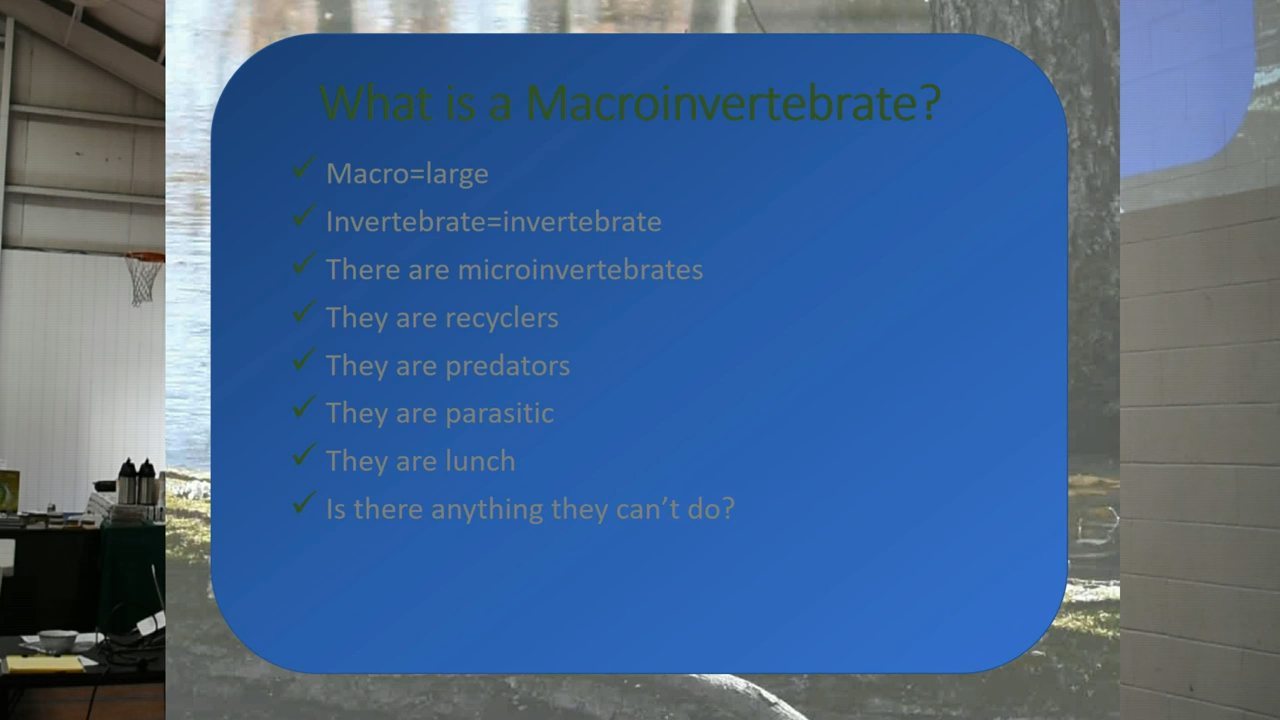 What is a Macroinvertebrate?
Macro=large
Invertebrate=invertebrate
There are microinvertebrates
They are recyclers
They are predators
They are parasitic
They are lunch
Is there anything they can’t do?